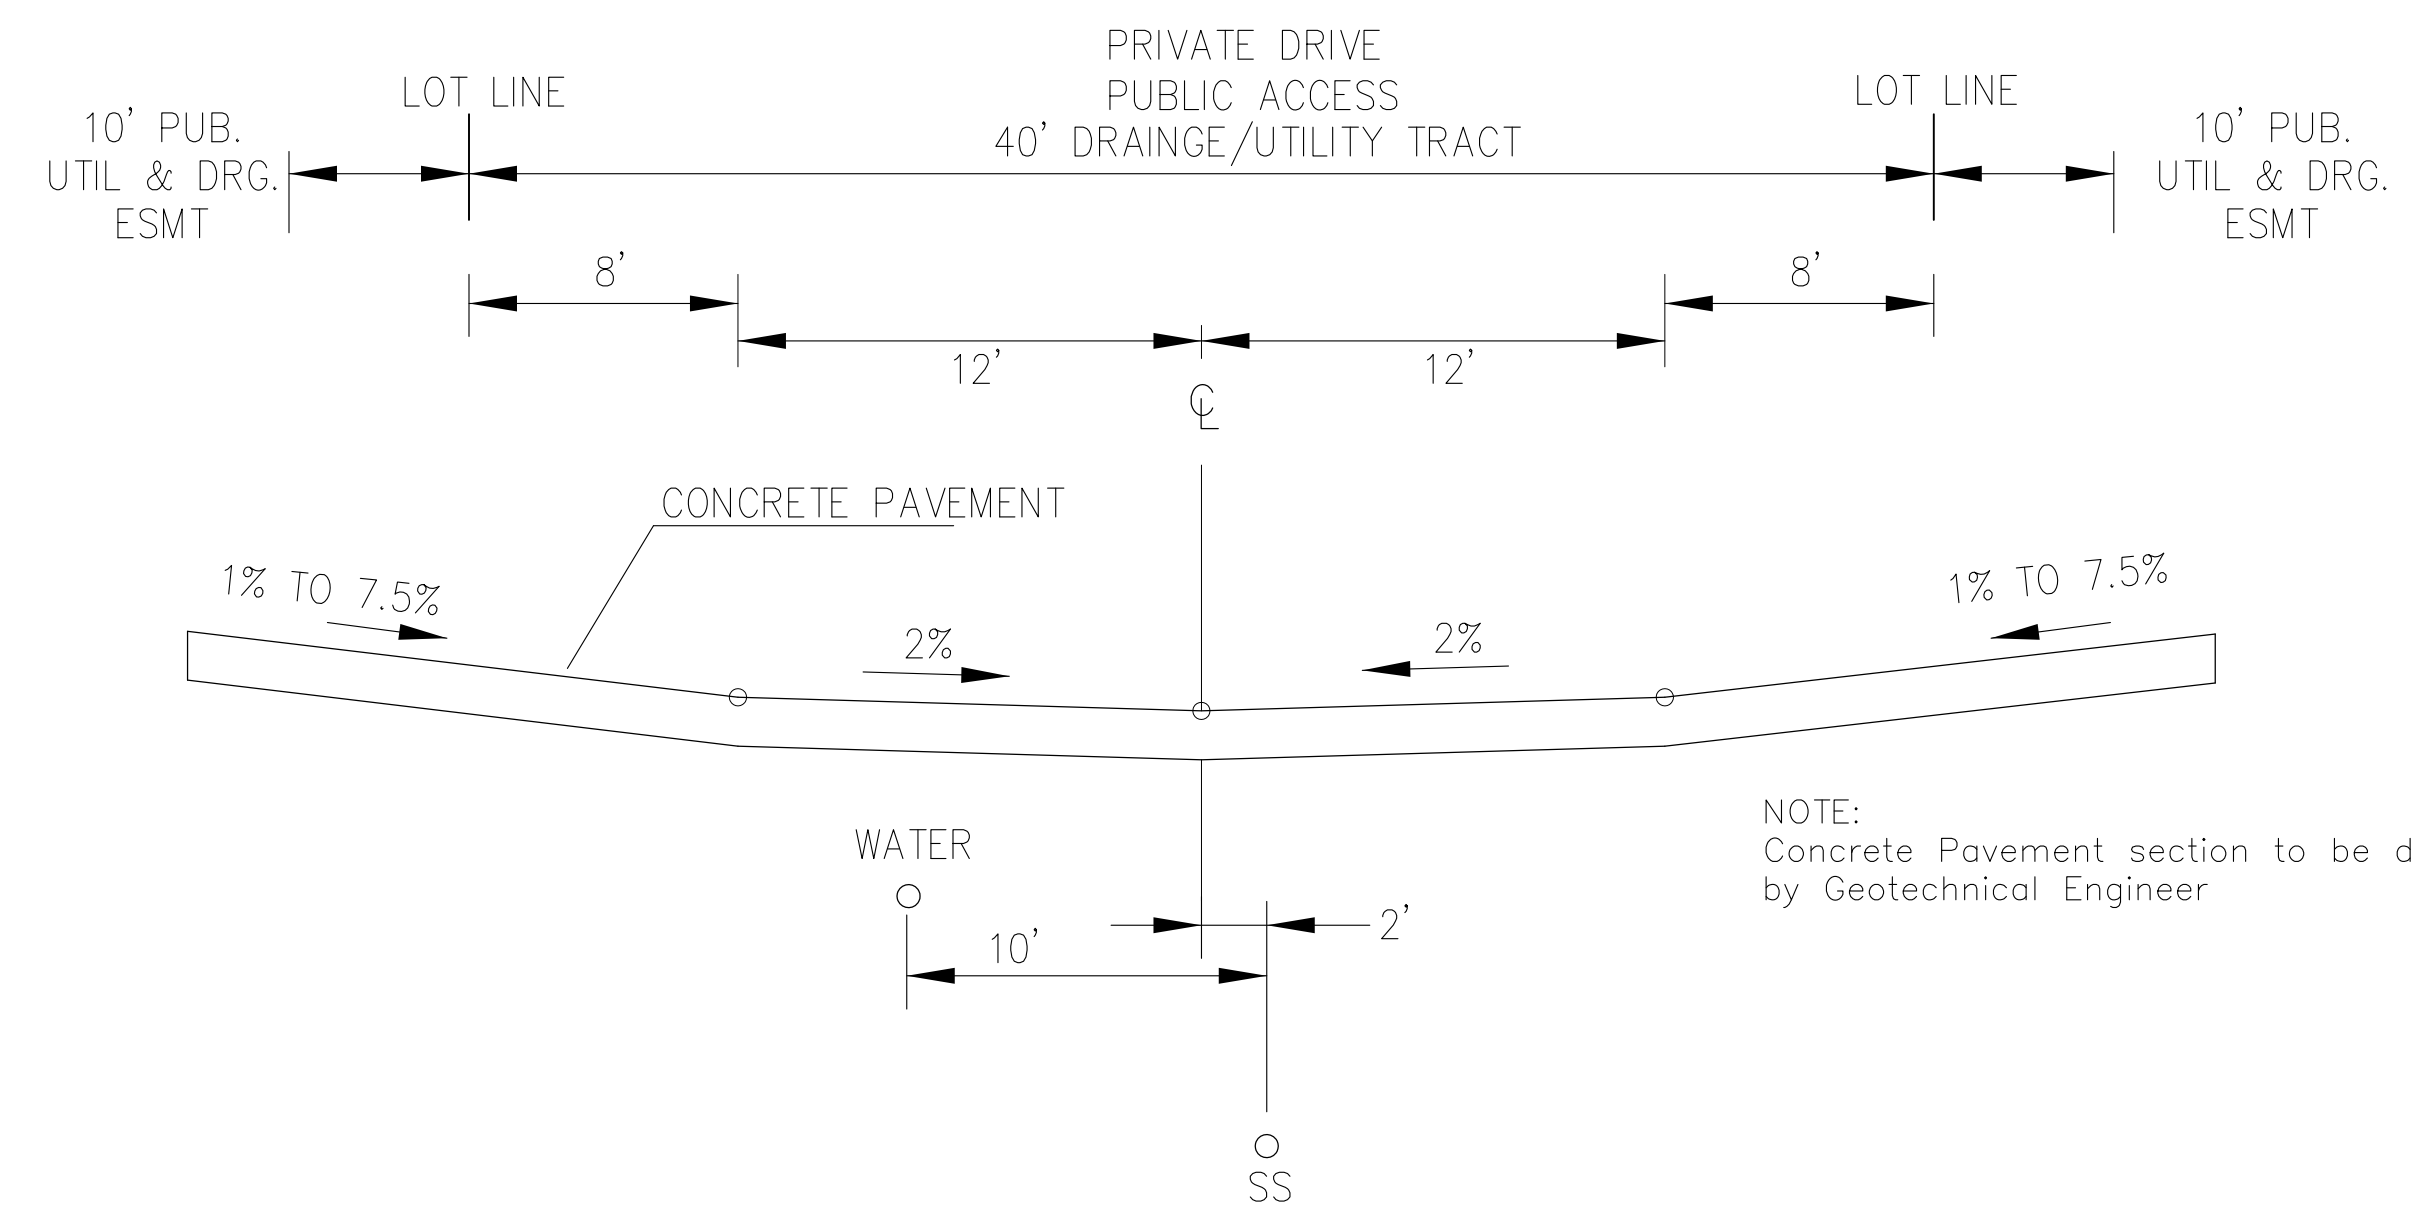 PRIVATE DRIVE
PUBLIC ACCESS
40' DRAINGE/UTILITY TRACT
LOT LINE
LOT LINE
10' PUB.
UTIL & DRG.
ESMT
10' PUB.
UTIL & DRG.
ESMT
8'
8'
12'
12'
CL
CONCRETE PAVEMENT
1% TO 7.5%
2%
2%
1% TO 7.5%
NOTE:
Concrete Pavement section to be d
by Geotechnical Engineer
WATER
10'
2'
SS